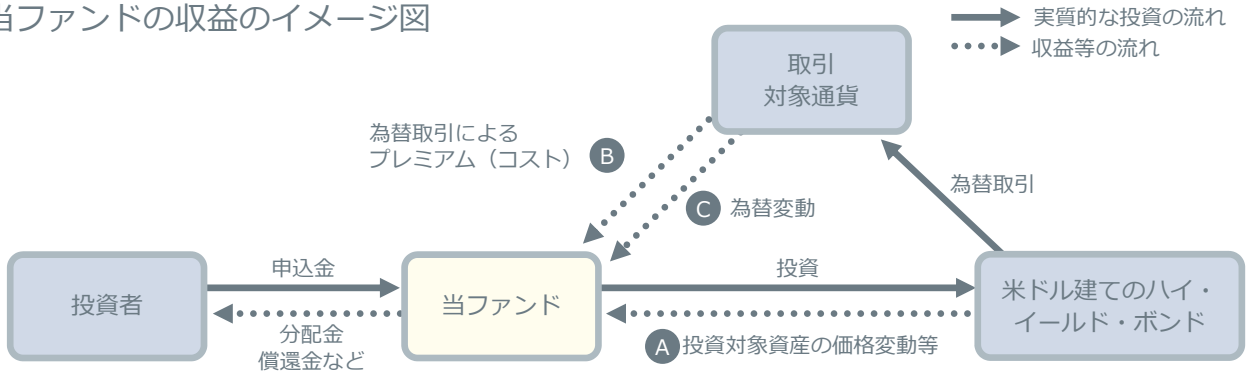 当ファンドの収益のイメージ図
実質的な投資の流れ
収益等の流れ
取引
対象通貨
為替取引による
プレミアム（コスト）
B
C
為替変動
為替取引
投資者
申込金
分配金
償還金など
当ファンド
投資
A
投資対象資産の価格変動等
米ドル建てのハイ・
イールド・ボンド